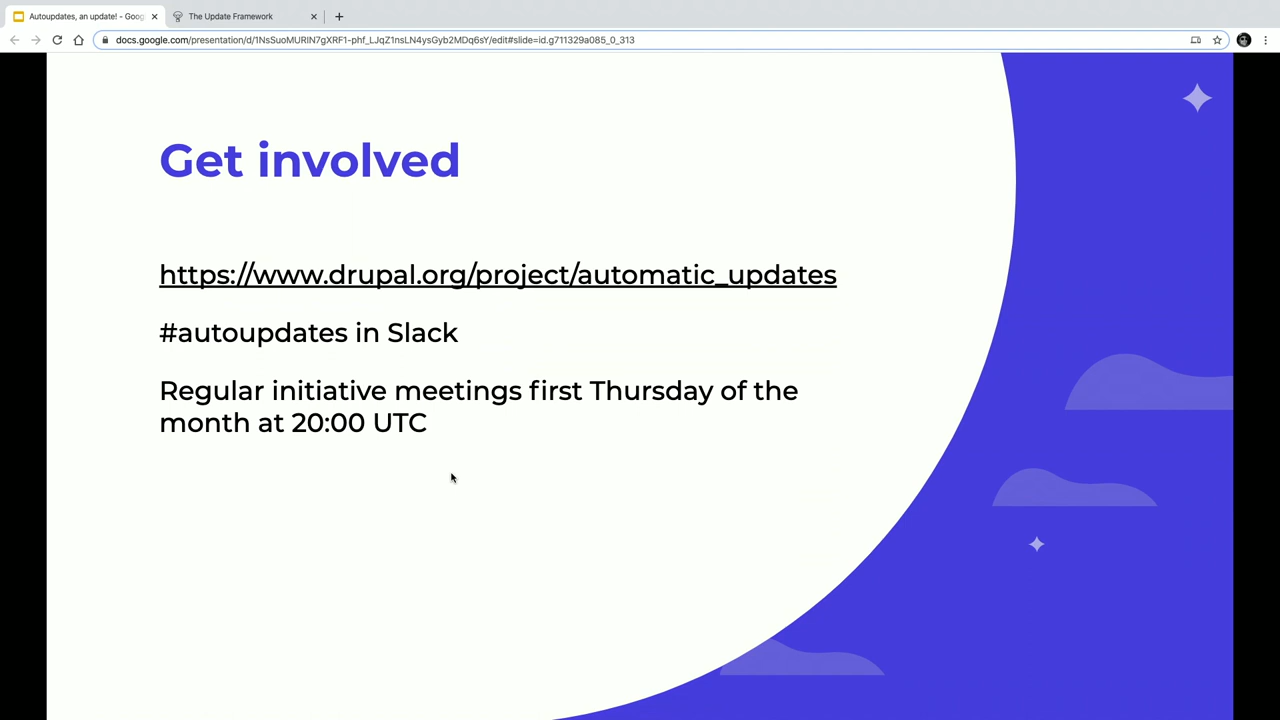 Autoupdates, an update! - Goog
The Update Framework
docs.google.com/presentation/d/1NsSuoMURIN7gXRF1-phf_LJqZ1nsLN4ysGyb2MDq6sY/edit#slide=id.g711329a085_0_313
Get involved
https://www.drupal.org/project/automatic_updates
#autoupdates in Slack
Regular initiative meetings first Thursday of the
month at 20:00 UTC